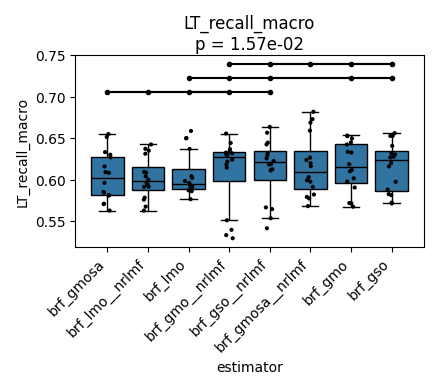 LT_recall_macro
p = 1.57e-02
LT_recall_macro
0.75
0.70
0.65
0.60
0.55
brf_gmosa
brf_lmo__nrlmf
brf_lmo
brf_gmo__nrlmf
brf_gso__nrlmf
brf_gmosa__nrlmf
brf_gmo
brf_gso
estimator